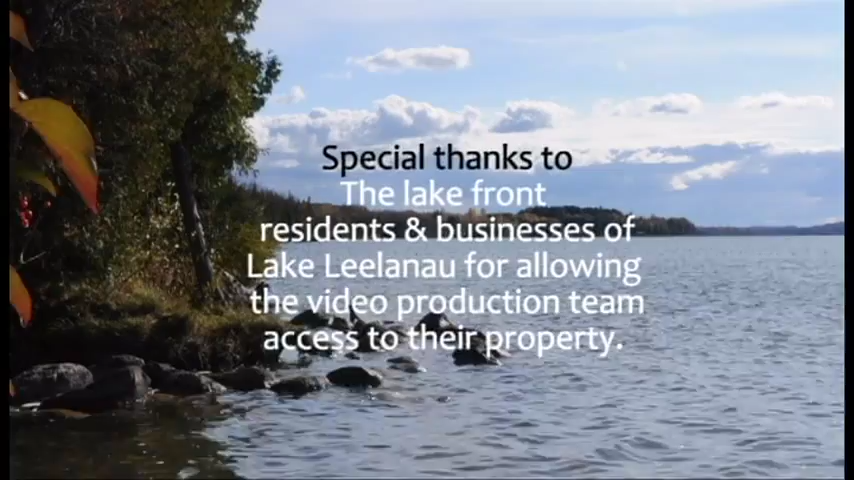 Special thanks to
The lake front
residents & businesses of
Lake Leelanau for allowing
the video production team
access to their property.